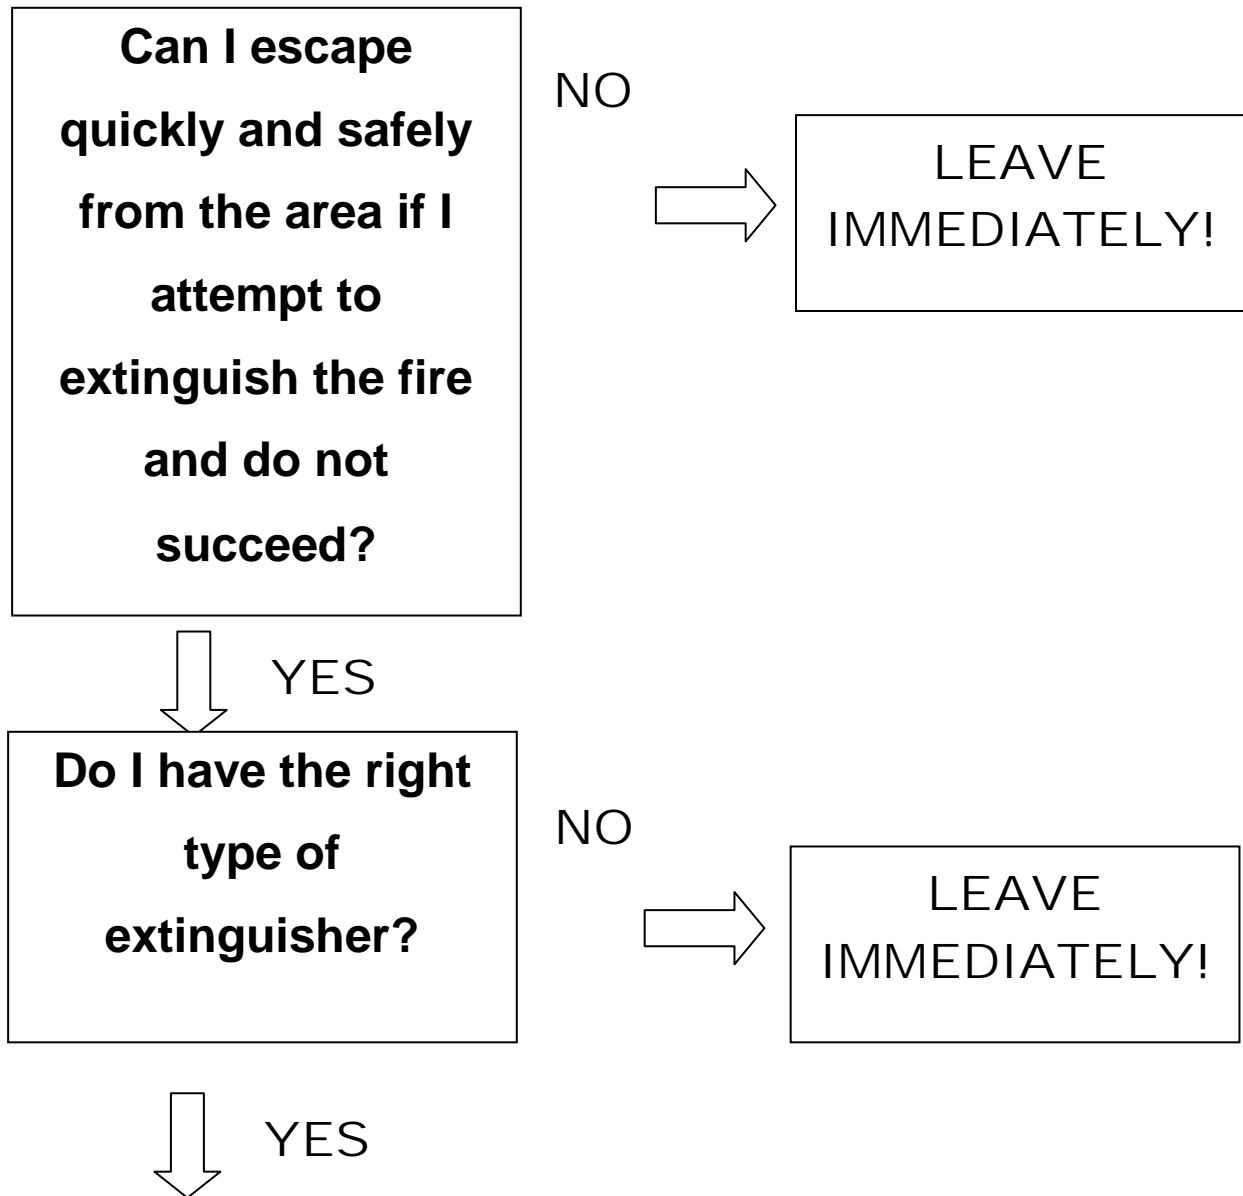 Can I escape
quickly and safely
from the area if I
attempt to
extinguish the fire
and do not
succeed?
NO
LEAVE
IMMEDIATELY!
YES
Do I have the right
type of
extinguisher?
NO
LEAVE
IMMEDIATELY!
YES